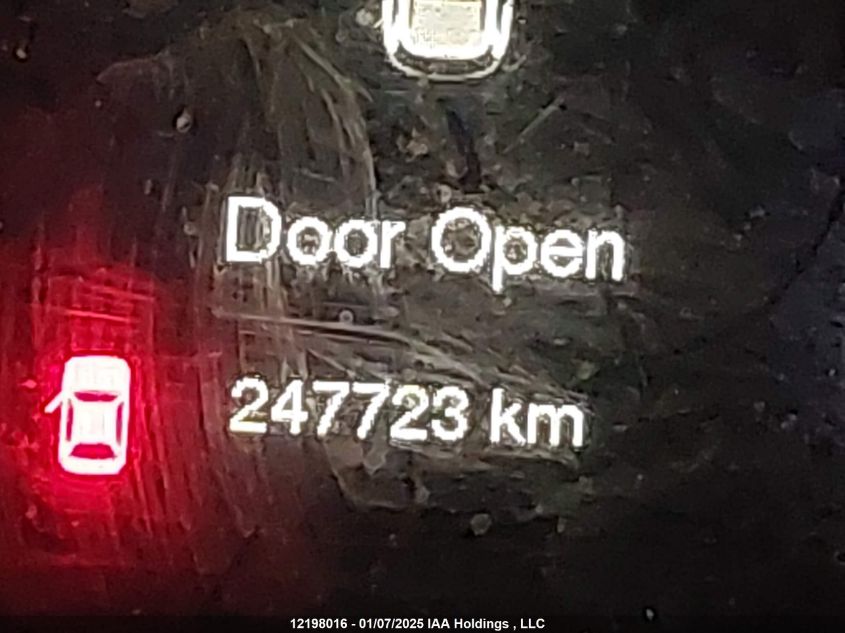 Door Open
247723 km
12198016 - 01/07/2025 IAA Holdings , LLC